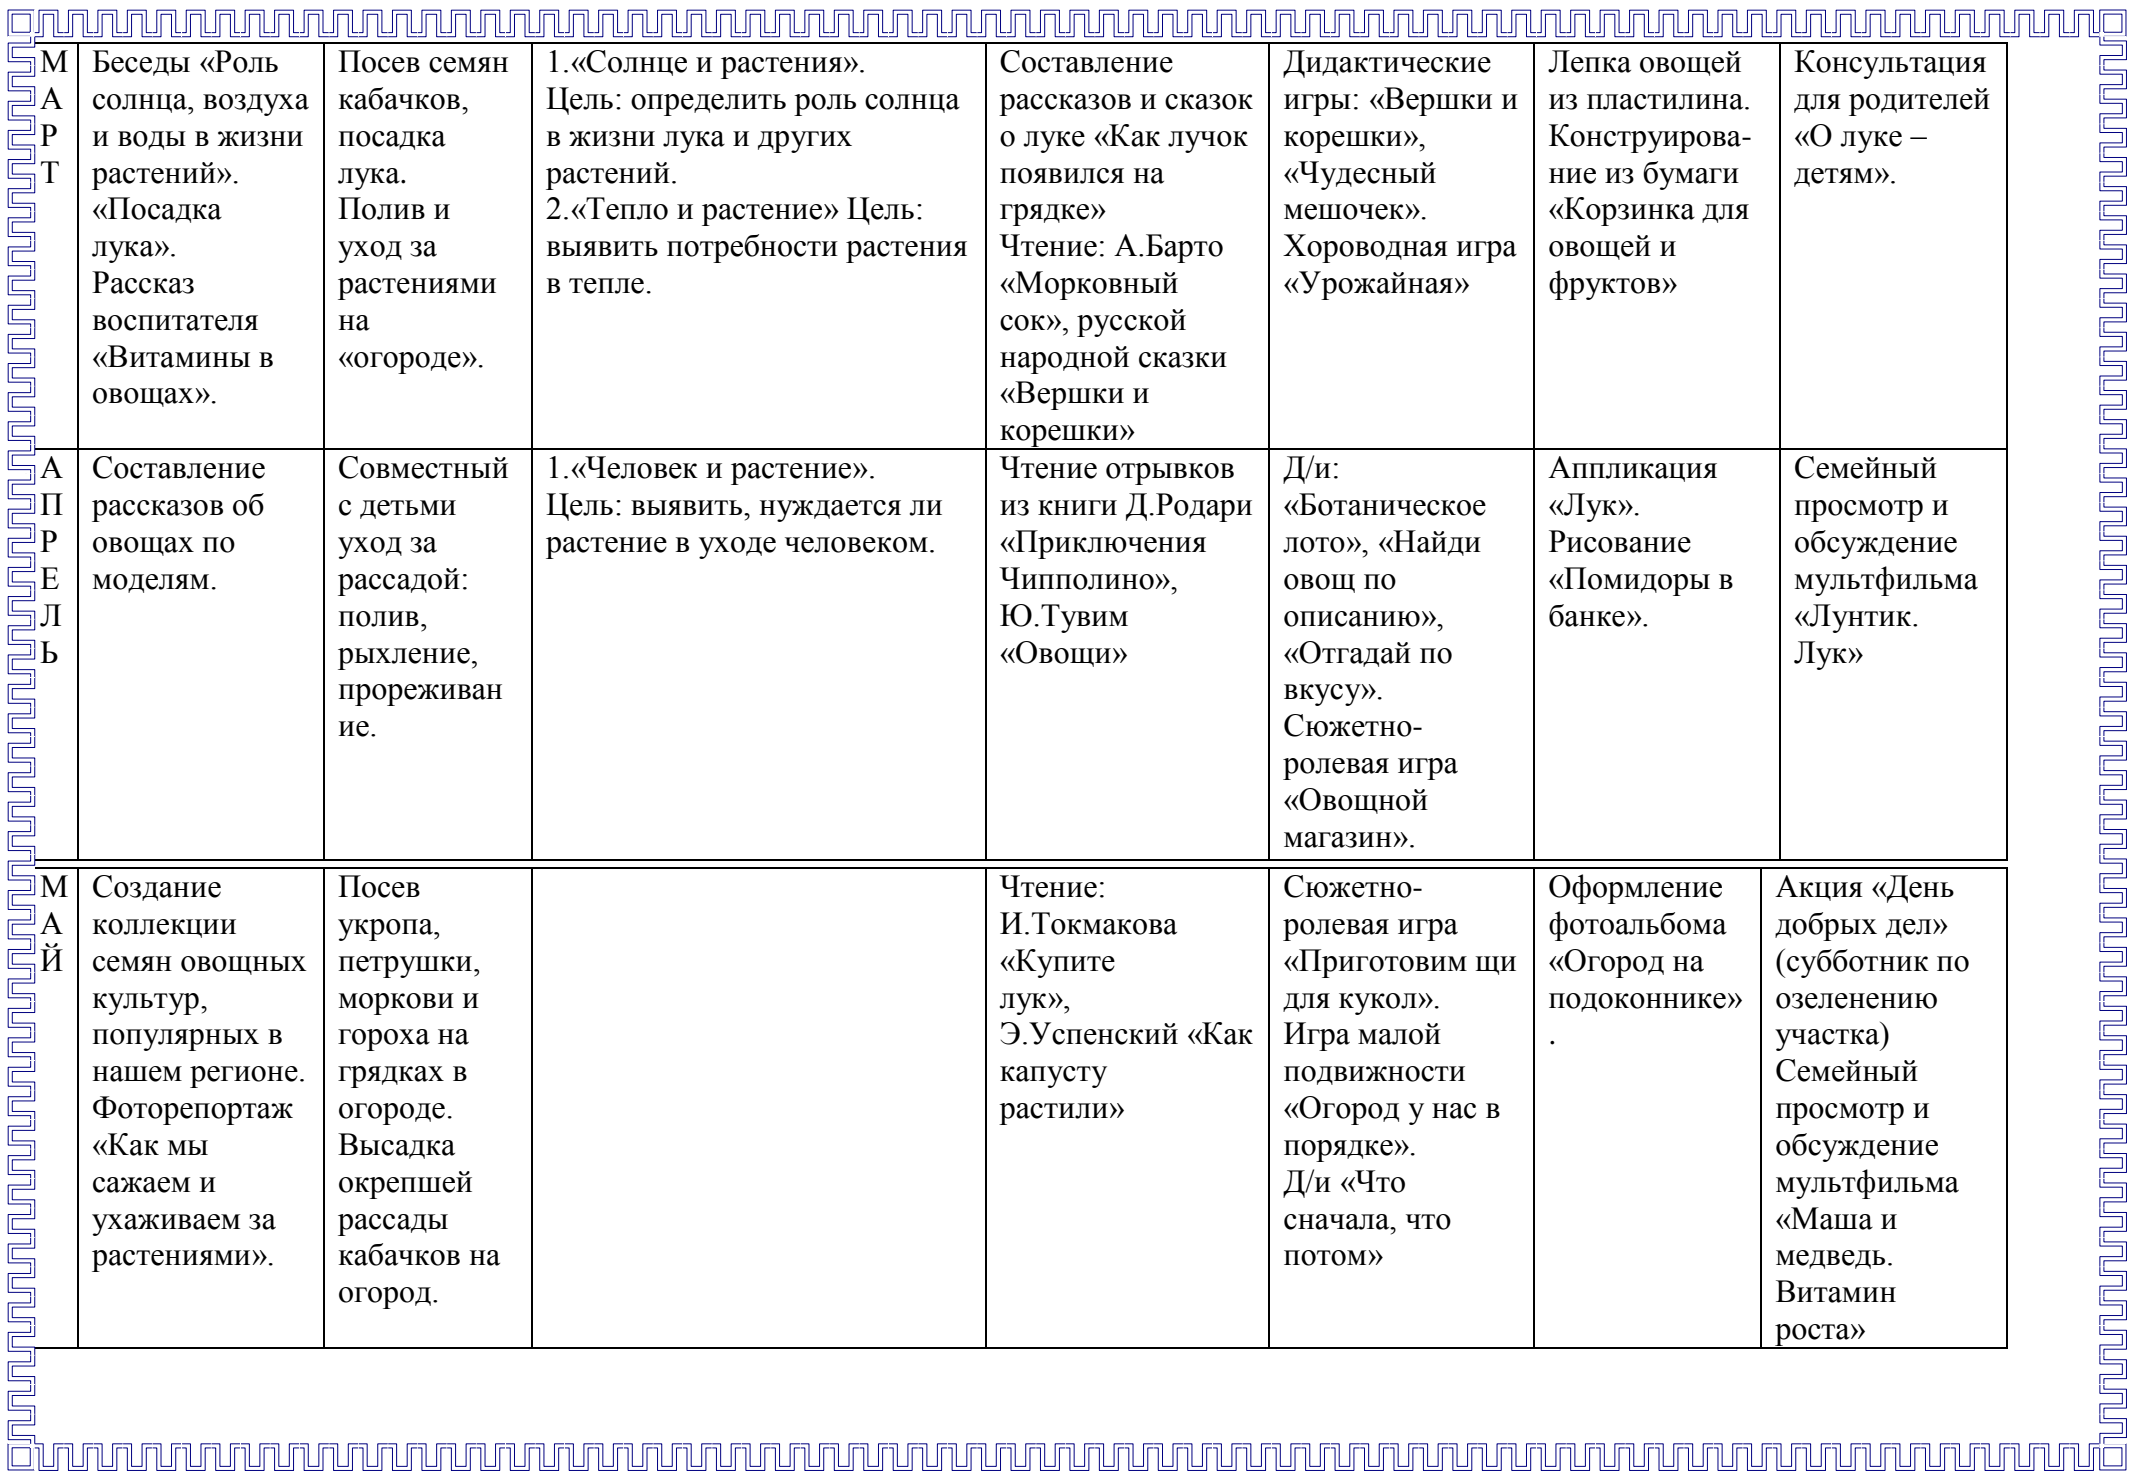 М
А
Р
Т
Беседы «Роль
солнца, воздуха
и воды в жизни
растений».
«Посадка
лука».
Рассказ
воспитателя
«Витамины в
овощах».
Посев семян
кабачков,
посадка
лука.
Полив и
уход за
растениями
на
«огороде».
1.«Солнце и растения».
Цель: определить роль солнца
в жизни лука и других
растений.
2.«Тепло и растение» Цель:
выявить потребности растения
в тепле.
Составление
рассказов и сказок
о луке «Как лучок
появился на
грядке»
Чтение: А.Барто
«Морковный
сок», русской
народной сказки
«Вершки и
корешки»
Дидактические
игры: «Вершки и
корешки»,
«Чудесный
мешочек».
Хороводная игра
«Урожайная»
Лепка овощей
из пластилина.
Конструирова-
ние из бумаги
«Корзинка для
овощей и
фруктов»
Консультация
для родителей
«О луке –
детям».
А
П
Р
Е
Л
Ь
Составление
рассказов об
овощах по
моделям.
Совместный
с детьми
уход за
рассадой:
полив,
рыхление,
прореживан
ие.
1.«Человек и растение».
Цель: выявить, нуждается ли
растение в уходе человеком.
Чтение отрывков
из книги Д.Родари
«Приключения
Чипполино»,
Ю.Тувим
«Овощи»
Д/и:
«Ботаническое
лото», «Найди
овощ по
описанию»,
«Отгадай по
вкусу».
Сюжетно-
ролевая игра
«Овощной
магазин».
Аппликация
«Лук».
Рисование
«Помидоры в
банке».
Семейный
просмотр и
обсуждение
мультфильма
«Лунтик.
Лук»
М
А
Й
Создание
коллекции
семян овощных
культур,
популярных в
нашем регионе.
Фоторепортаж
«Как мы
сажаем и
ухаживаем за
растениями».
Посев
укропа,
петрушки,
моркови и
гороха на
грядках в
огороде.
Высадка
окрепшей
рассады
кабачков на
огород.
Чтение:
И.Токмакова
«Купите
лук»,
Э.Успенский «Как
капусту
растили»
Сюжетно-
ролевая игра
«Приготовим щи
для кукол».
Игра малой
подвижности
«Огород у нас в
порядке».
Д/и «Что
сначала, что
потом»
Оформление
фотоальбома
«Огород на
подоконнике»
.
Акция «День
добрых дел»
(субботник по
озеленению
участка)
Семейный
просмотр и
обсуждение
мультфильма
«Маша и
медведь.
Витамин
роста»